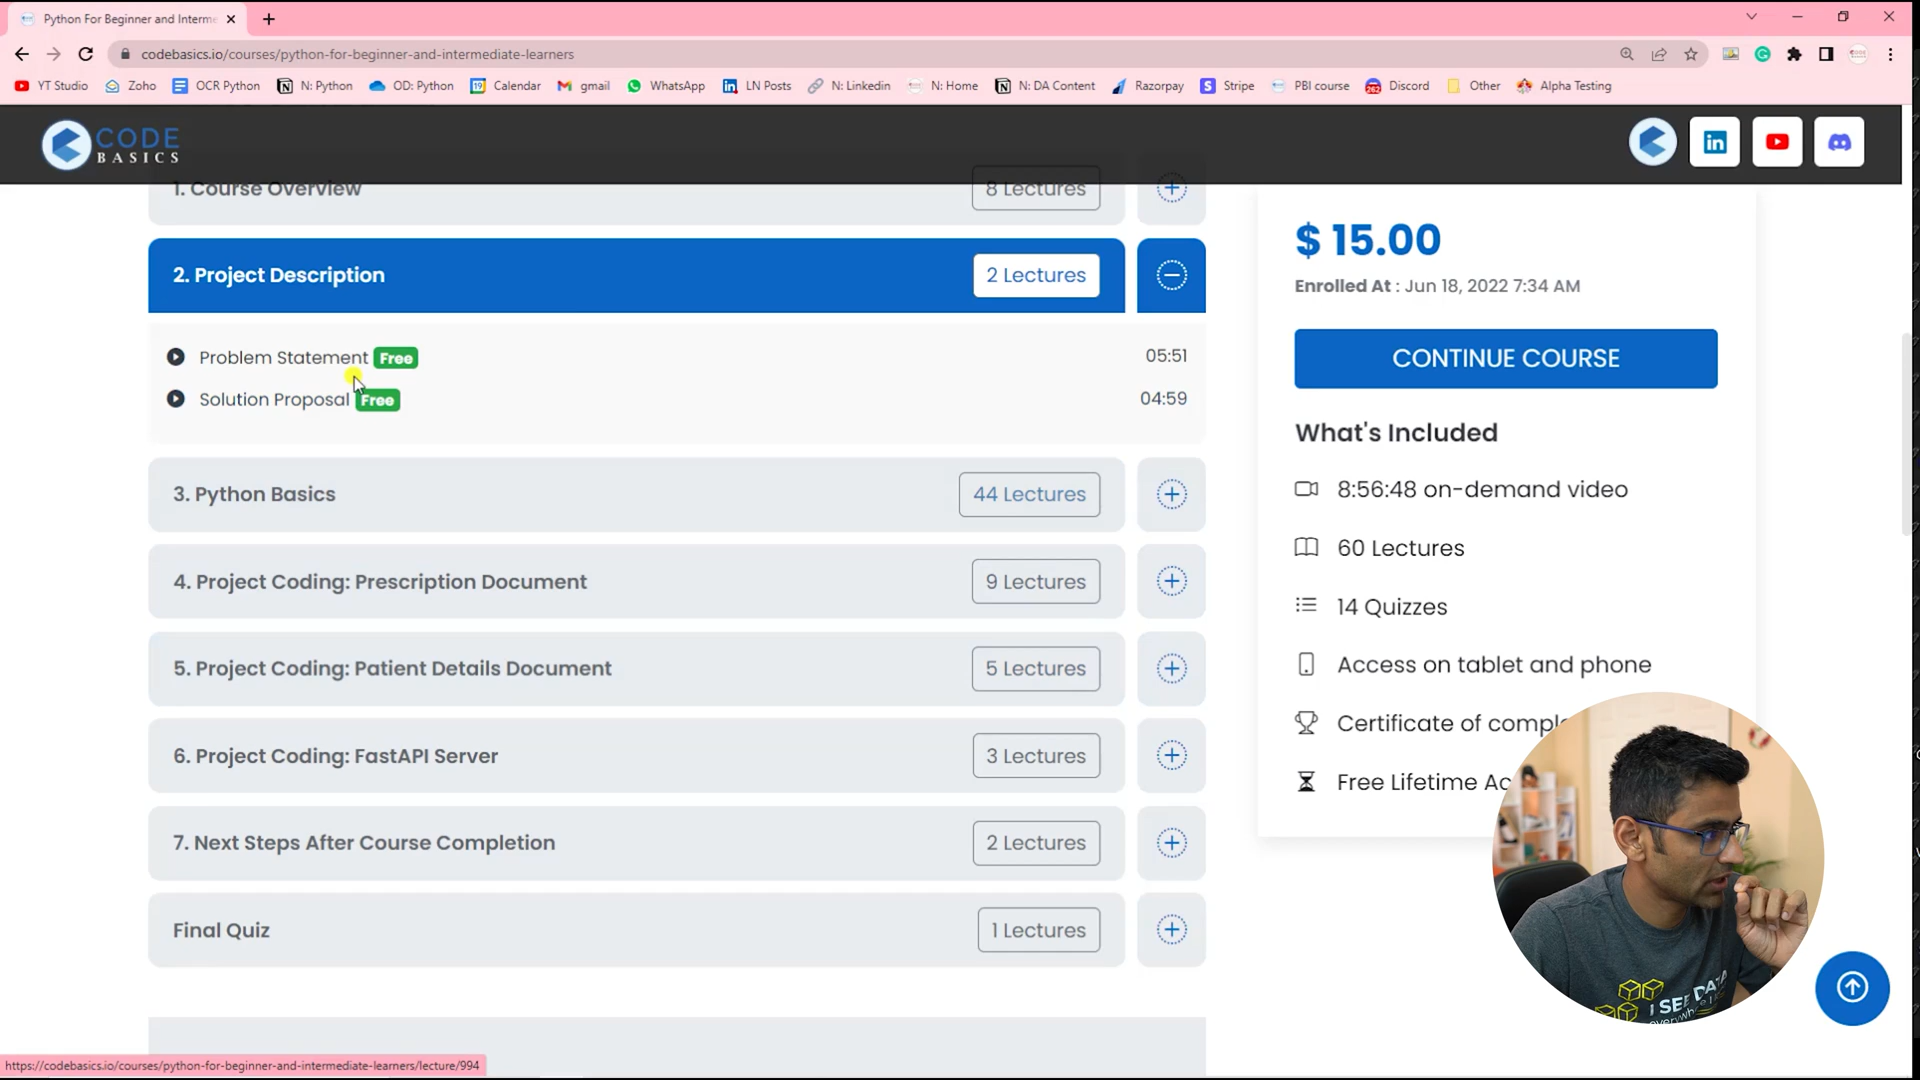 Python For Beginner and Interme
codebasics.io/courses/python-for-beginner-and-intermediate-learners
YT Studio Zoho OCR Python N: Python OD: Python Calendar gmail WhatsApp LN Posts N: Linkedin N: Home N: DA Content Razorpay Stripe PBI course Discord Other Alpha Testing
CODE
BASICS
1. Course Overview 8 Lectures
2. Project Description 2 Lectures
Problem Statement Free 05:51
Solution Proposal Free 04:59
3. Python Basics 44 Lectures
4. Project Coding: Prescription Document 9 Lectures
5. Project Coding: Patient Details Document 5 Lectures
6. Project Coding: FastAPI Server 3 Lectures
7. Next Steps After Course Completion 2 Lectures
Final Quiz 1 Lectures
$ 15.00
Enrolled At : Jun 18, 2022 7:34 AM
CONTINUE COURSE
What's Included
8:56:48 on-demand video
60 Lectures
14 Quizzes
Access on tablet and phone
Certificate of comple
Free Lifetime Ac
I SEE DATA
everywhere
https://codebasics.io/courses/python-for-beginner-and-intermediate-learners/lecture/994